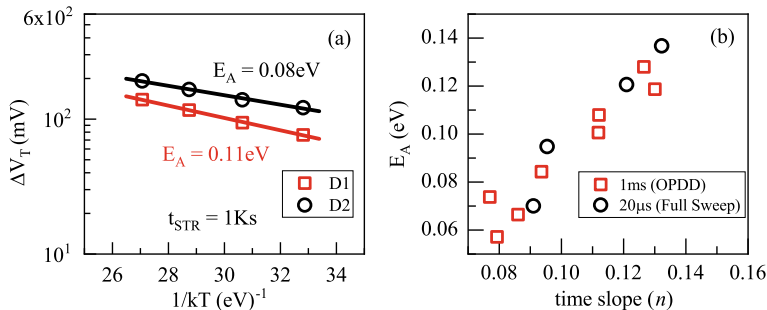 6x10²
(a)
E_A = 0.08eV
10²
ΔV_T (mV)
E_A = 0.11eV
D1
D2
t_STR = 1Ks
10¹
26 28 30 32 34
1/kT (eV)⁻¹
(b)
0.14
0.12
0.10
0.08
0.06
E_A (eV)
1ms (OPDD)
20μs (Full Sweep)
0.08 0.10 0.12 0.14 0.16
time slope (n)